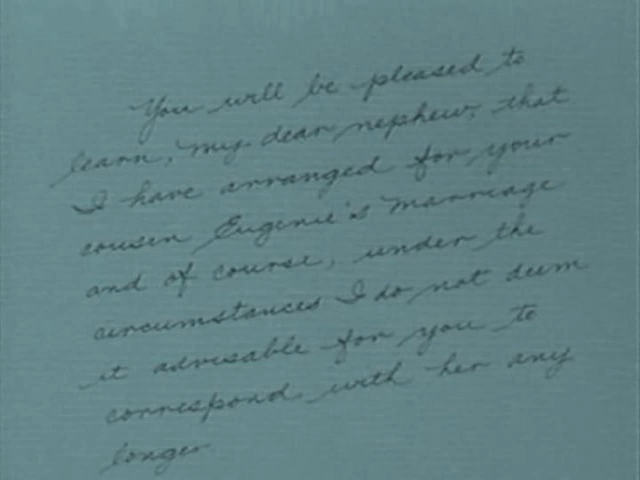 You will be pleased to
learn, my dear nephew, that
I have arranged for your
cousin Eugenie's marriage
and of course, under the
circumstances I do not deem
it advisable for you to
correspond with her any
longer